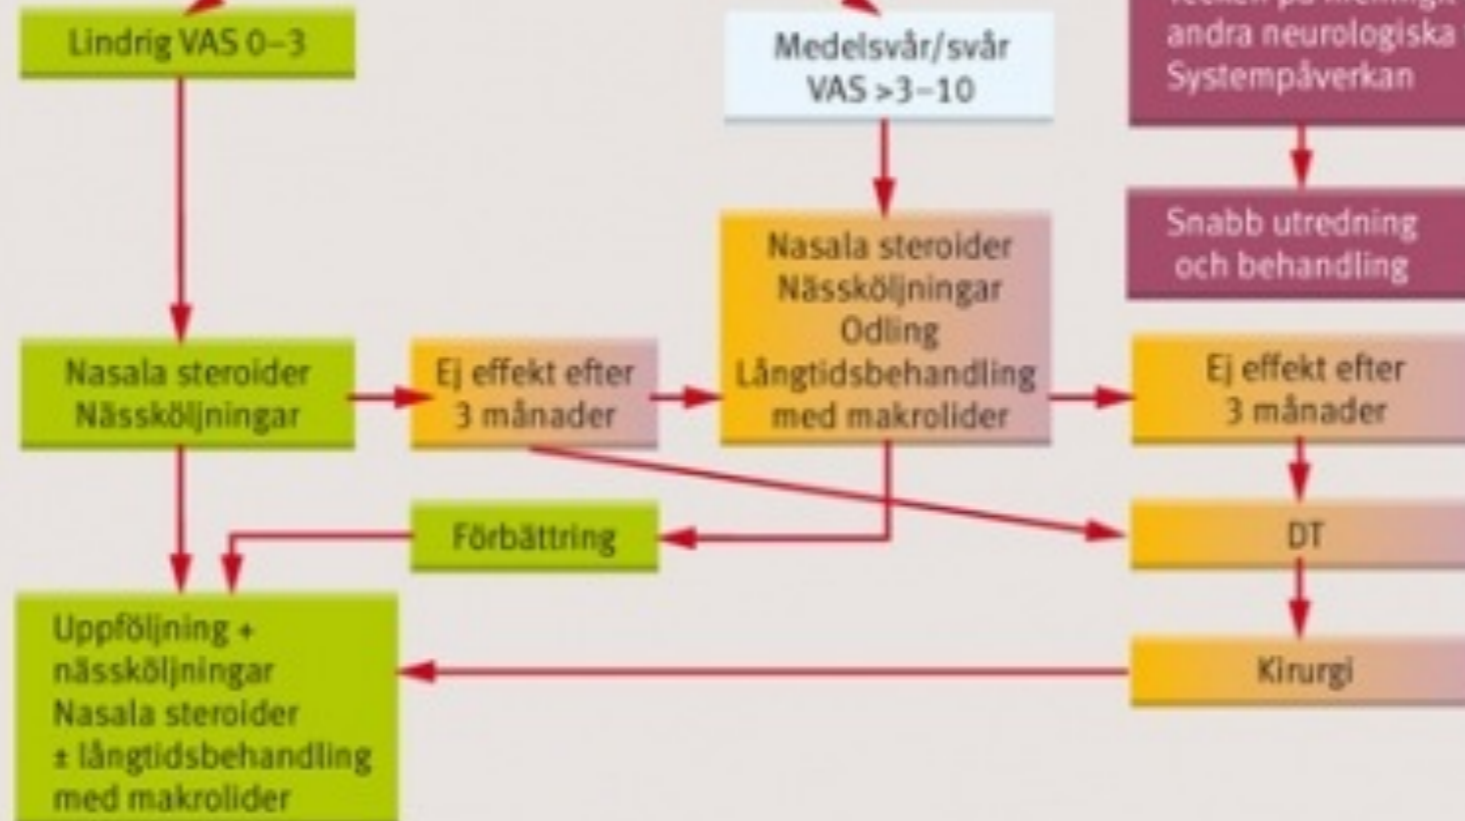 Lindrig VAS 0–3
Medelsvår/svår
VAS >3–10
andra neurologiska
Systempåverkan
Snabb utredning
och behandling
Nasala steroider
Nässköljningar
Ej effekt efter
3 månader
Nasala steroider
Nässköljningar
Odling
Långtidsbehandling
med makrolider
Ej effekt efter
3 månader
Förbättring
DT
Kirurgi
Uppföljning +
nässköljningar
Nasala steroider
± långtidsbehandling
med makrolider